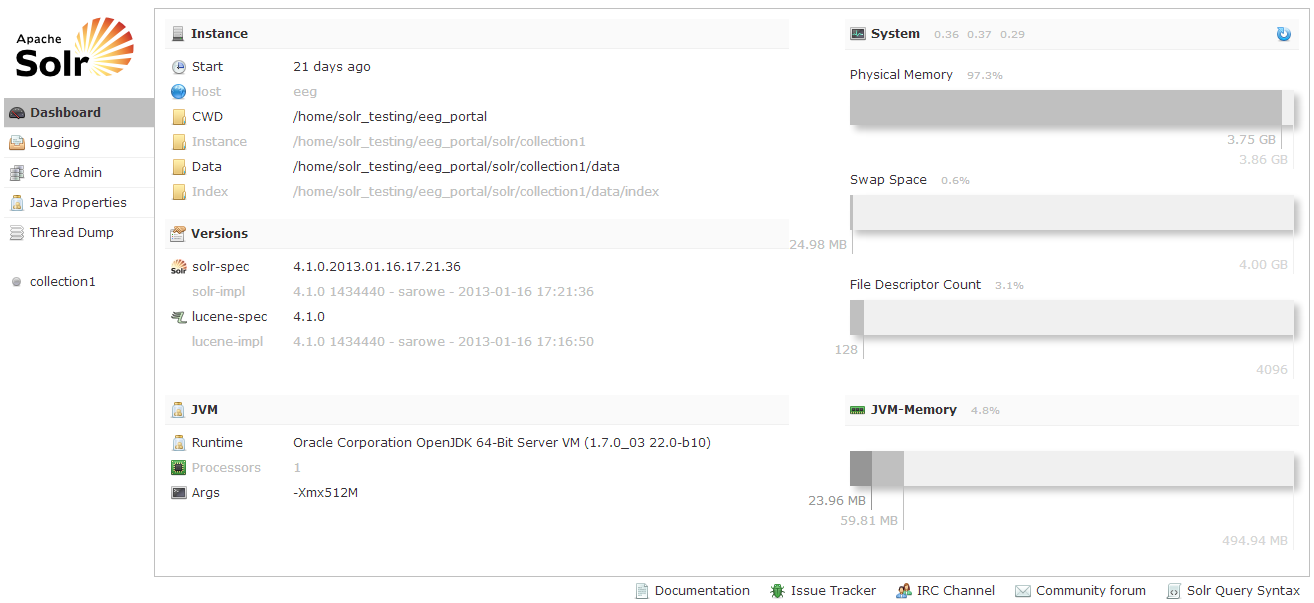 Apache
Solr
Dashboard
Logging
Core Admin
Java Properties
Thread Dump
collection1
Instance
Start 21 days ago
Host eeg
CWD /home/solr_testing/eeg_portal
Instance /home/solr_testing/eeg_portal/solr/collection1
Data /home/solr_testing/eeg_portal/solr/collection1/data
Index /home/solr_testing/eeg_portal/solr/collection1/data/index
Versions
Solr solr-spec 4.1.0.2013.01.16.17.21.36
solr-impl 4.1.0 1434440 - sarowe - 2013-01-16 17:21:36
lucene-spec 4.1.0
lucene-impl 4.1.0 1434440 - sarowe - 2013-01-16 17:16:50
JVM
Runtime Oracle Corporation OpenJDK 64-Bit Server VM (1.7.0_03 22.0-b10)
Processors 1
Args -Xmx512M
System 0.36 0.37 0.29
Physical Memory 97.3%
3.75 GB
3.86 GB
Swap Space 0.6%
24.98 MB
4.00 GB
File Descriptor Count 3.1%
128
4096
JVM-Memory 4.8%
23.96 MB
59.81 MB
494.94 MB
Documentation Issue Tracker IRC Channel Community forum Solr Query Syntax